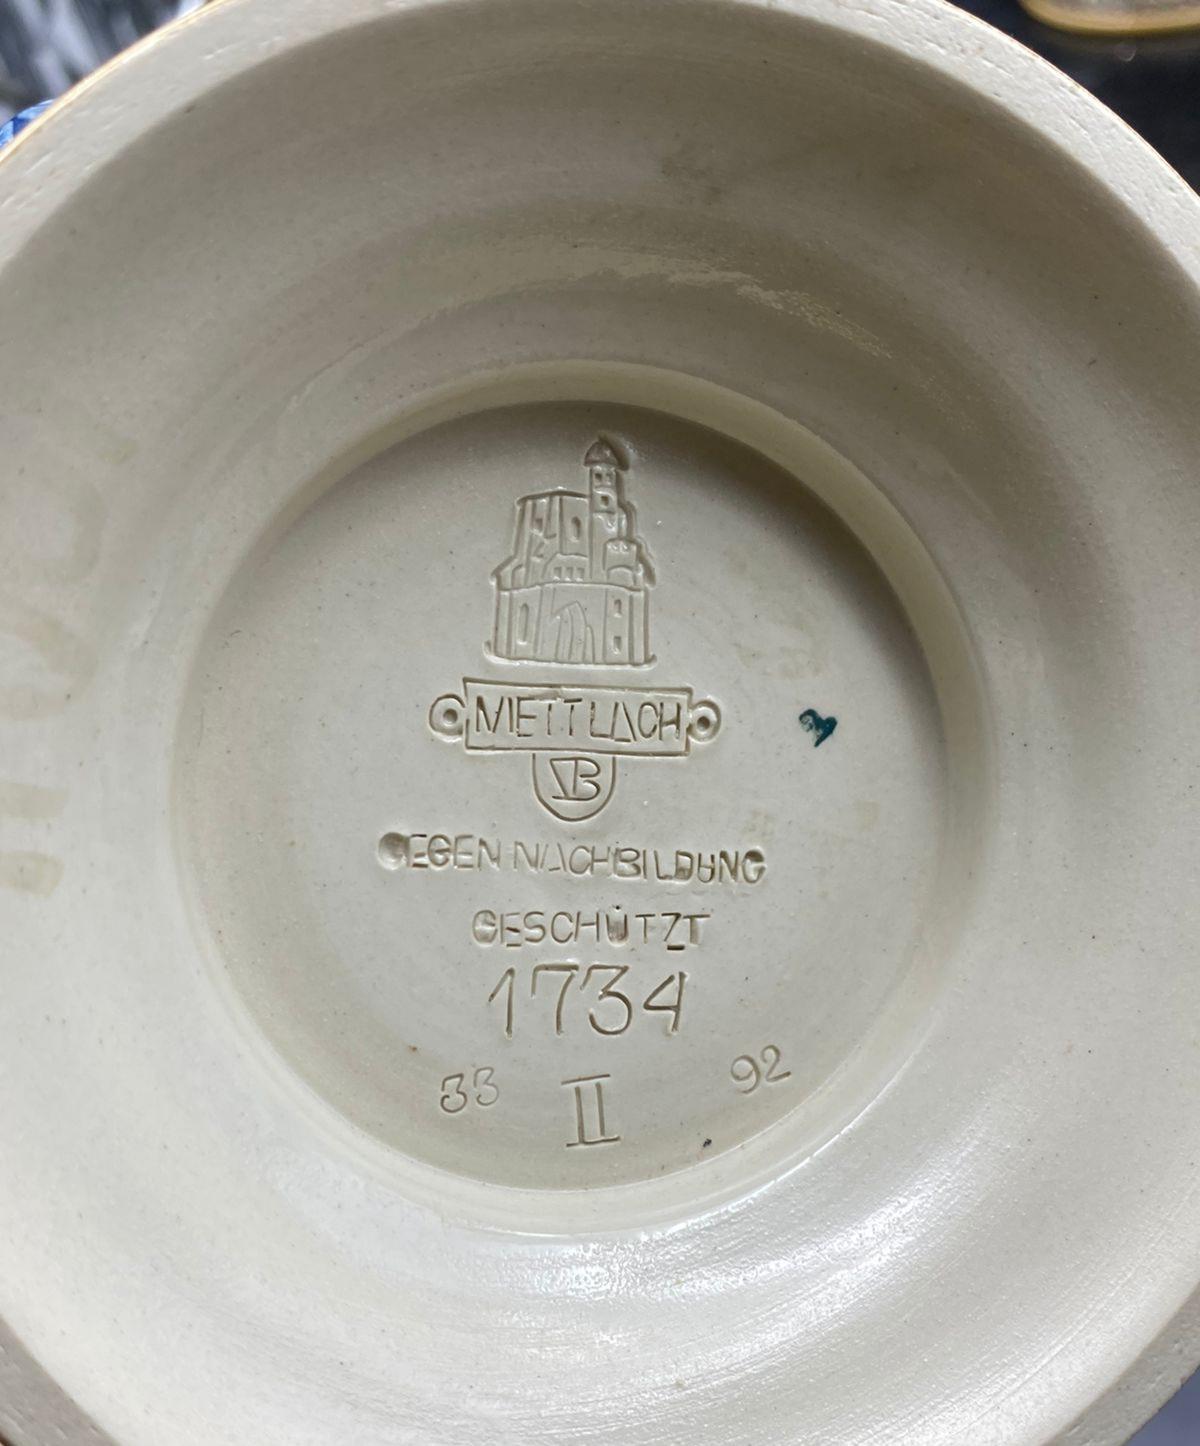 METTLACH
VB
GEGEN NACHBILDUNG
GESCHÜTZT
1734
33 II 92